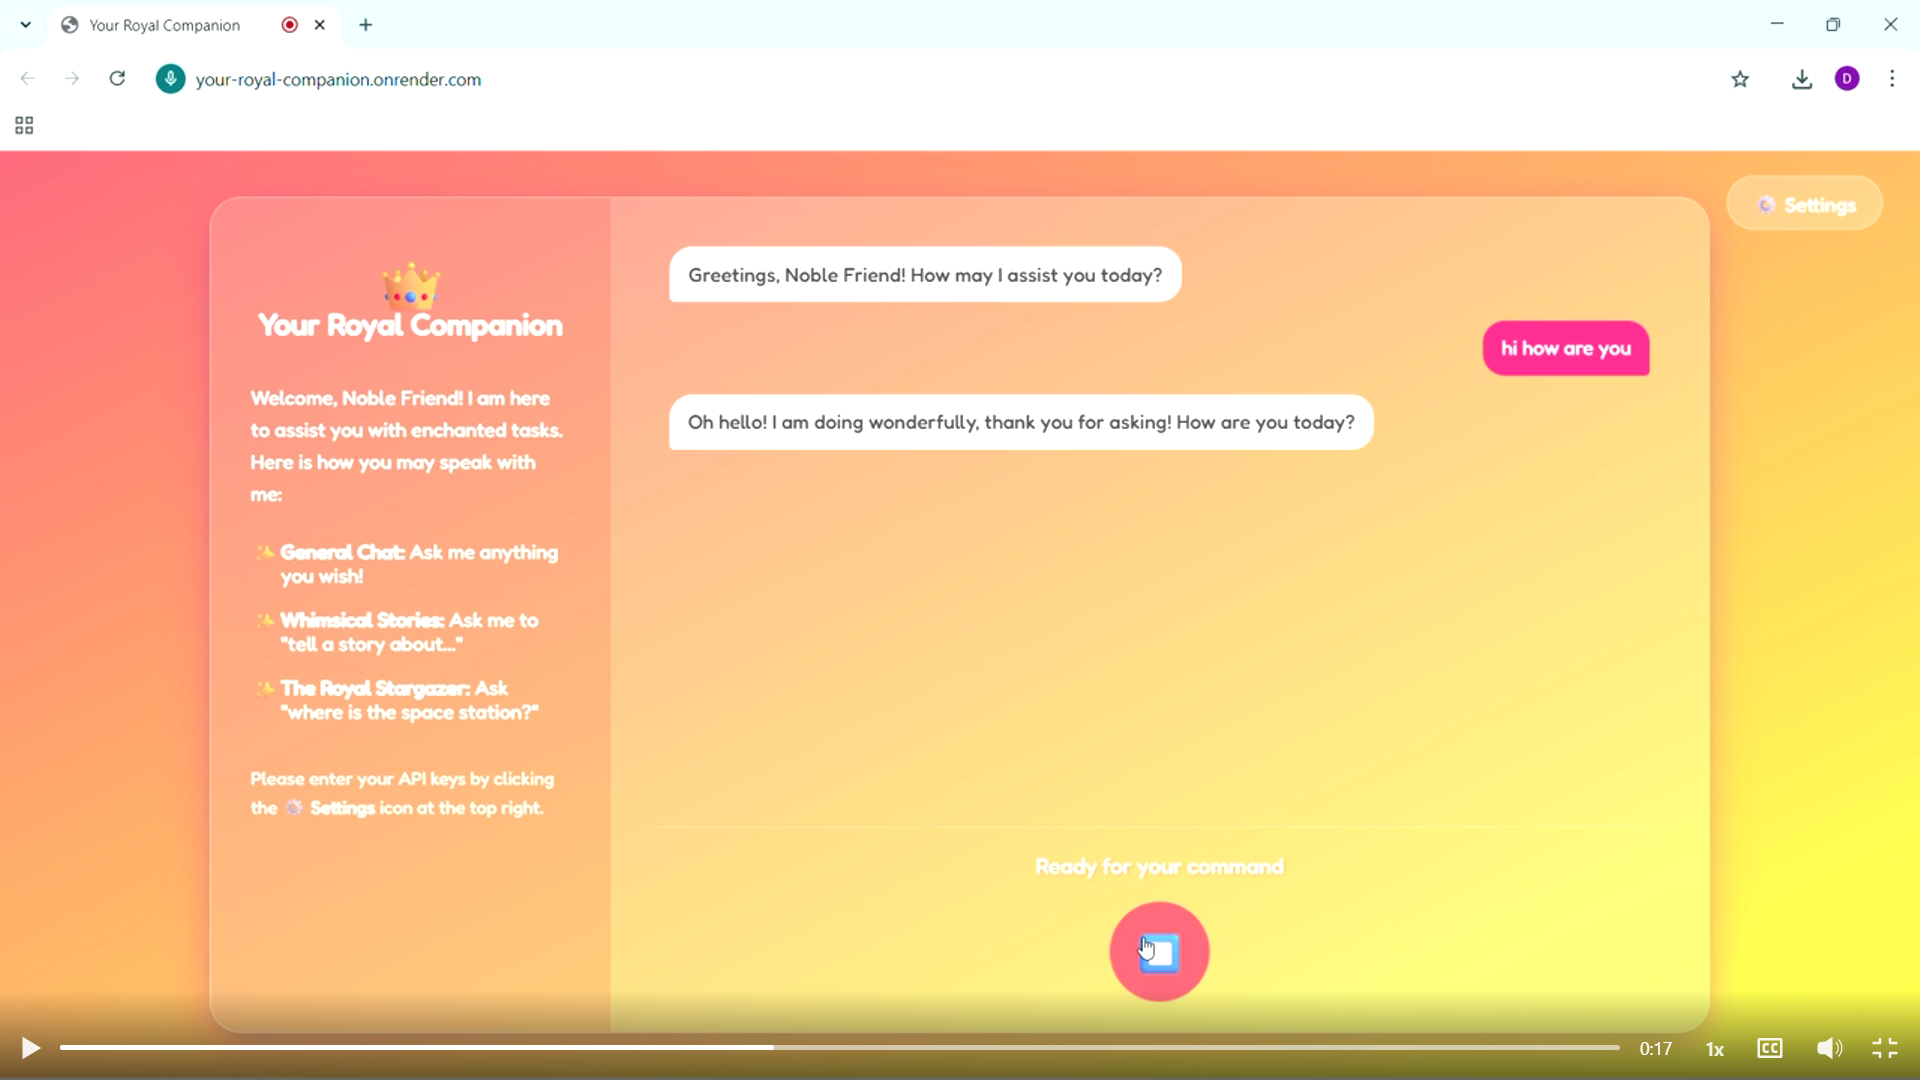 Your Royal Companion
your-royal-companion.onrender.com
D
Settings
Your Royal Companion
Welcome, Noble Friend! I am here
to assist you with enchanted tasks.
Here is how you may speak with
me:
General Chat: Ask me anything
you wish!
Whimsical Stories: Ask me to
"tell a story about..."
The Royal Stargazer: Ask
"where is the space station?"
Please enter your API keys by clicking
the Settings icon at the top right.
Greetings, Noble Friend! How may I assist you today?
hi how are you
Oh hello! I am doing wonderfully, thank you for asking! How are you today?
Ready for your command
0:17 1x CC